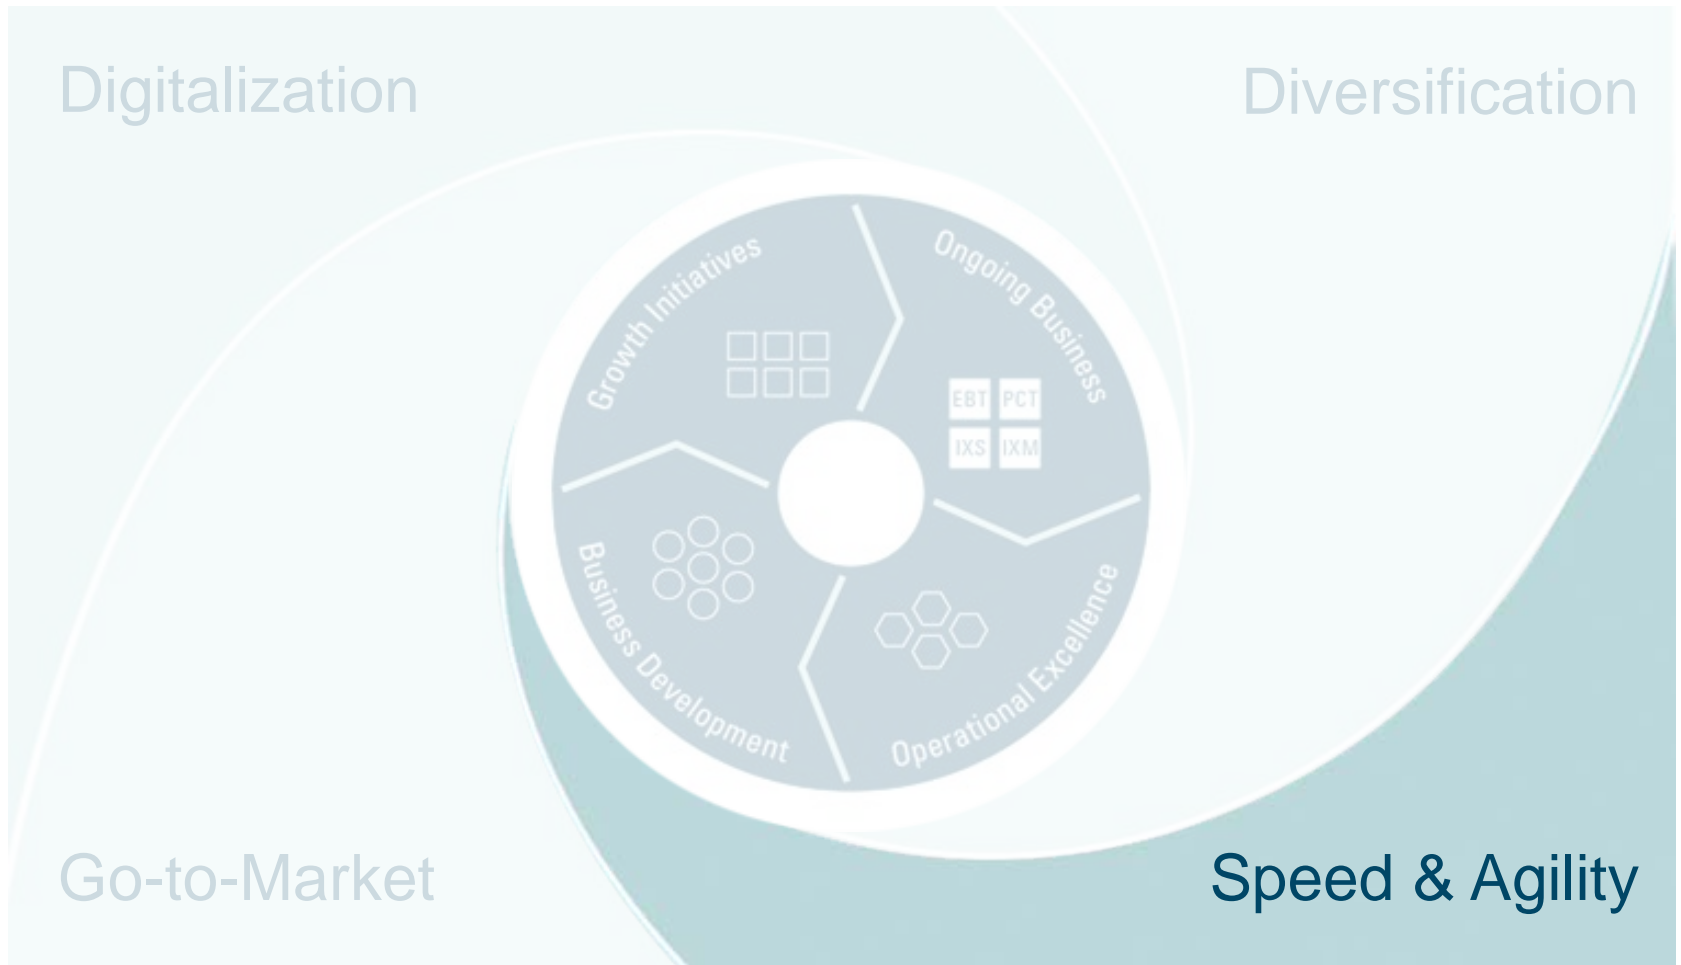 Digitalization
Diversification
Growth Initiatives
Ongoing Business
EBT PCT
IXS IXM
Business Development
Operational Excellence
Go-to-Market
Speed & Agility